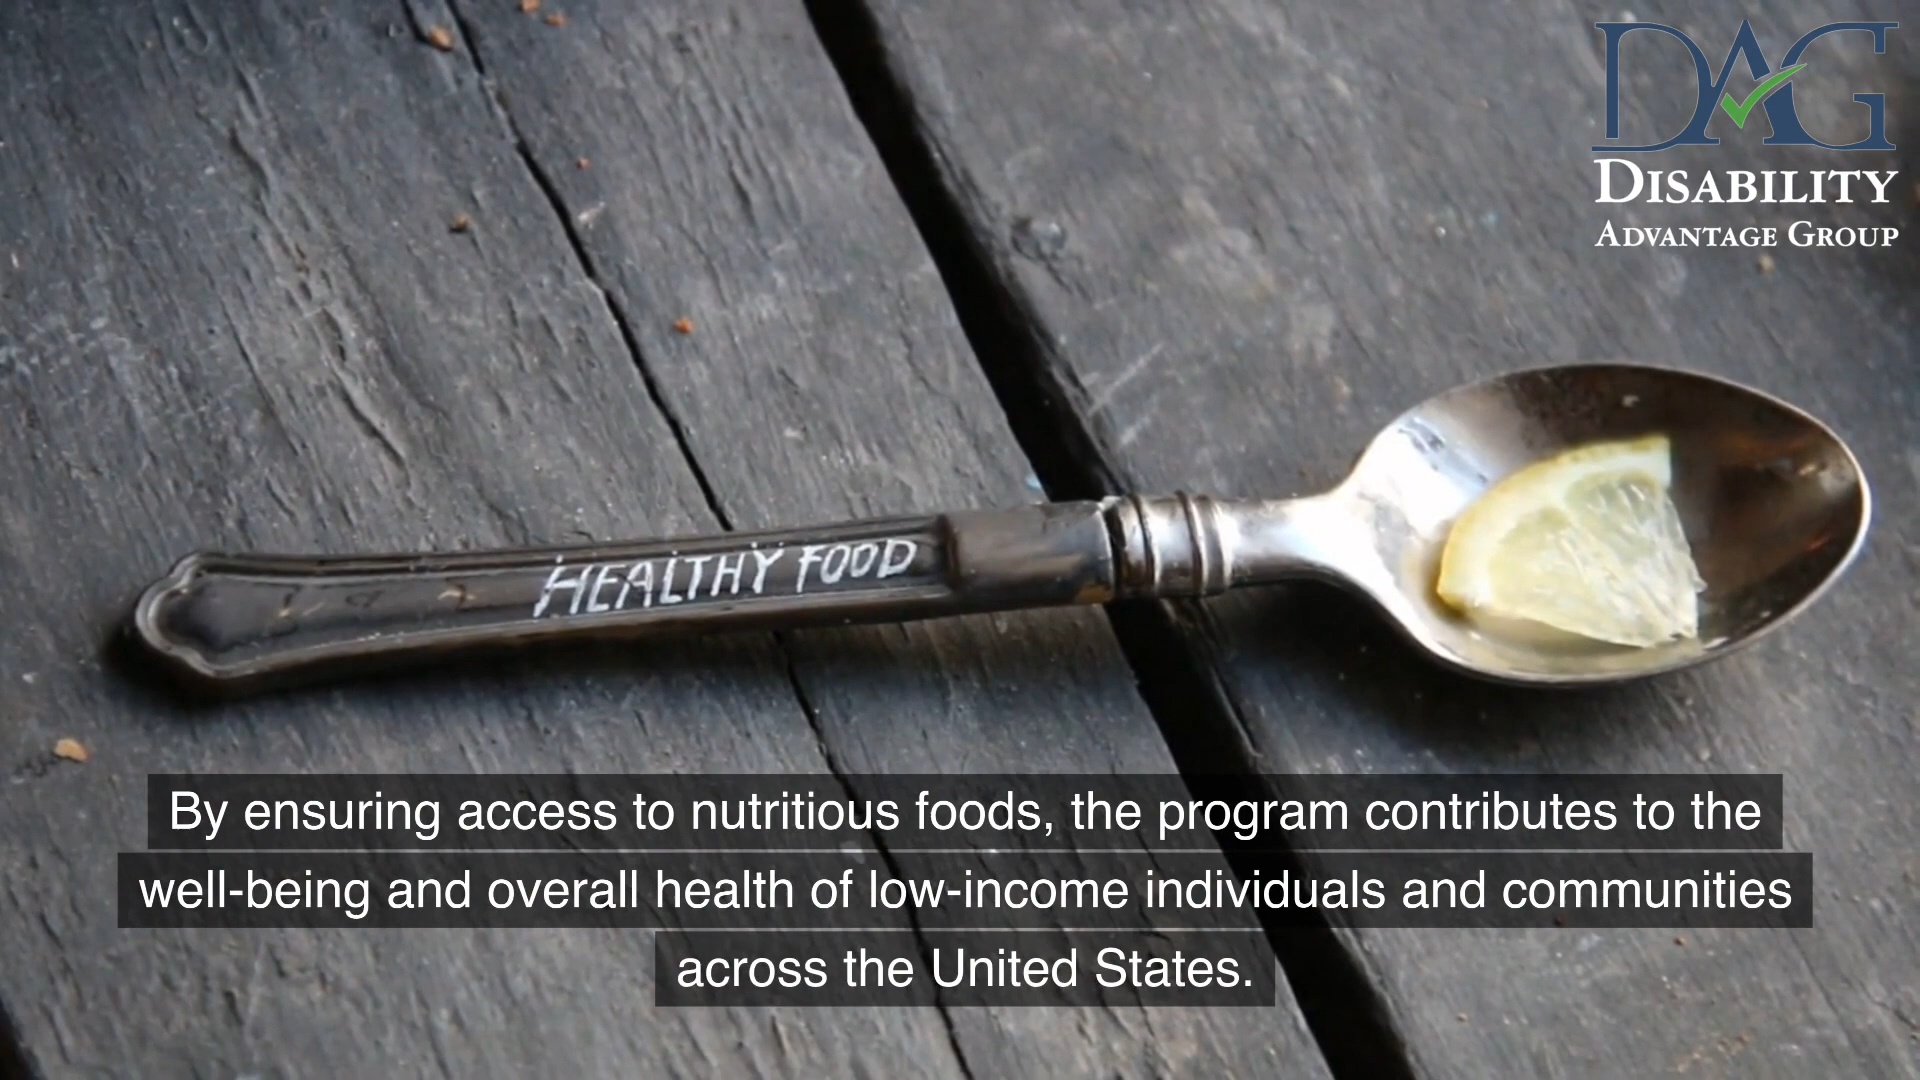 DAG
DISABILITY
ADVANTAGE GROUP
HEALTHY FOOD
By ensuring access to nutritious foods, the program contributes to the
well-being and overall health of low-income individuals and communities
across the United States.